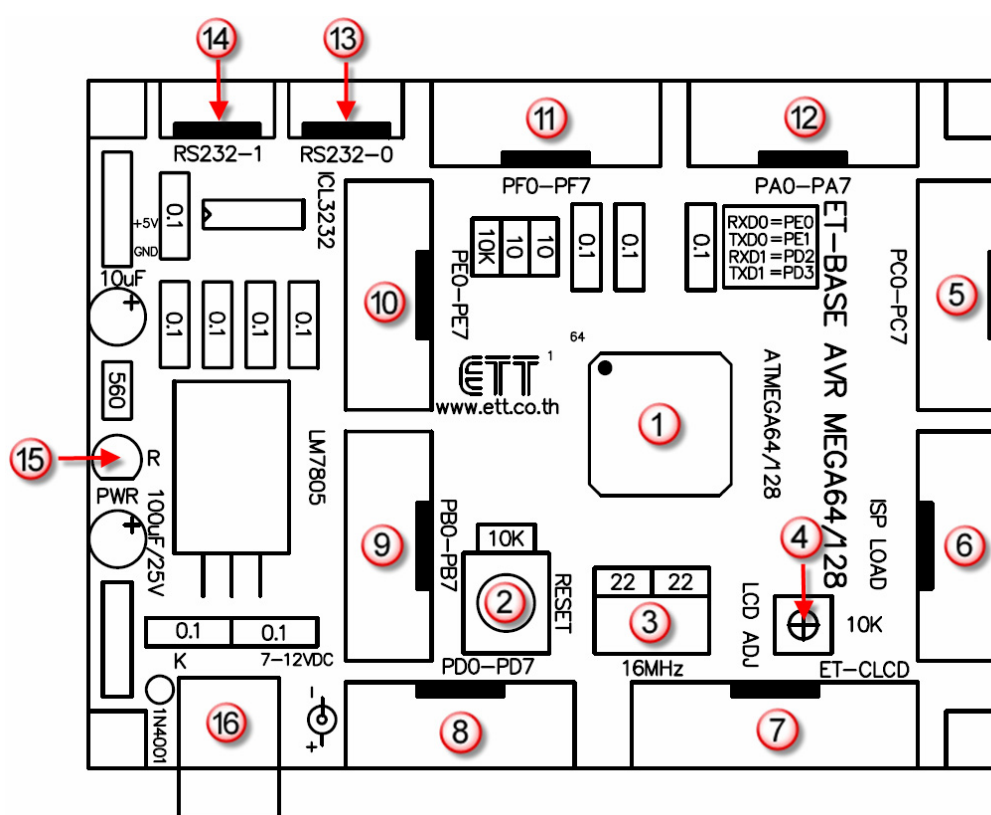 14
13
11
12
RS232-1
RS232-0
PF0-PF7
PA0-PA7
ICL3232
0.1
+5V
GND
10K
10
10
0.1
0.1
0.1
RXD0=PE0
TXD0=PE1
RXD1=PD2
TXD1=PD3
ET-BASE AVR MEGA64/128
PC0-PC7
5
10uF
0.1
0.1
0.1
0.1
10
PE0-PE7
64
1
ETT
www.ett.co.th
1
ATMEGA64/128
560
15
R
PWR
LM7805
100uF/25V
9
PB0-PB7
10K
2
RESET
22
22
3
16MHz
4
LCD ADJ
10K
ISP LOAD
6
0.1
0.1
K
7-12VDC
PD0-PD7
ET-CLCD
1N4001
16
-
+
8
7